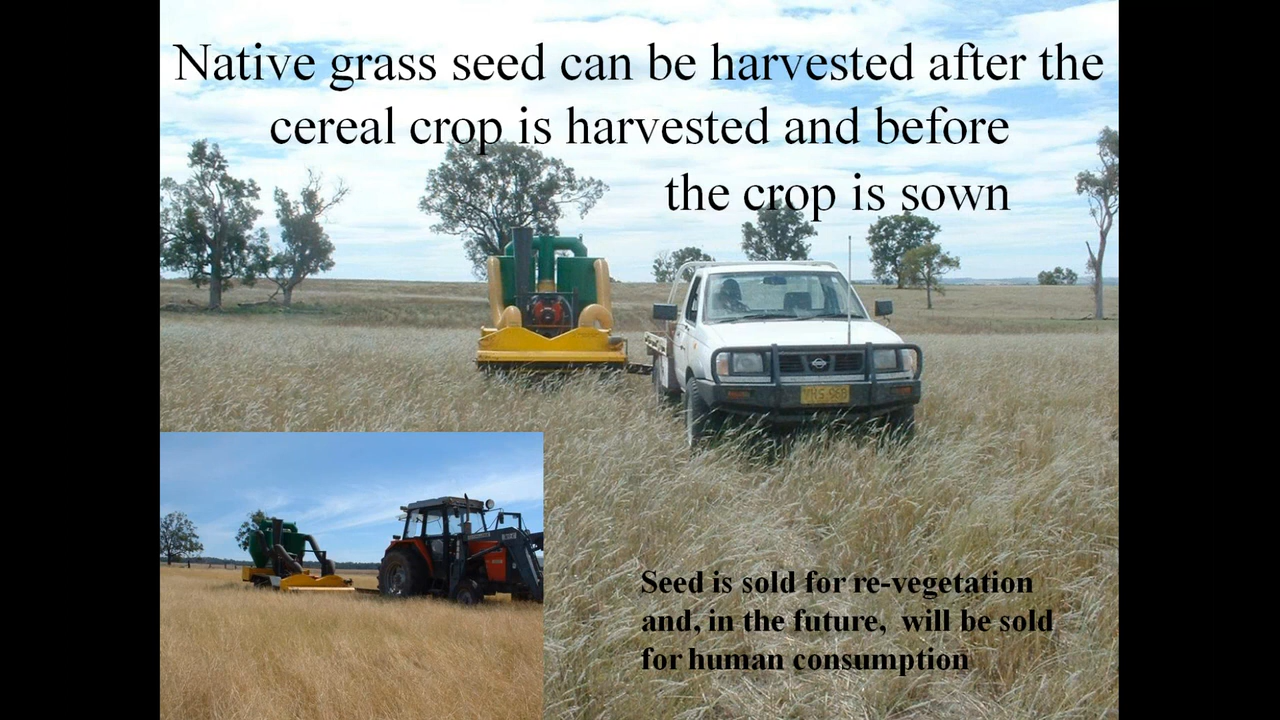 Native grass seed can be harvested after the
cereal crop is harvested and before
the crop is sown
Seed is sold for re-vegetation
and, in the future,  will be sold
for human consumption